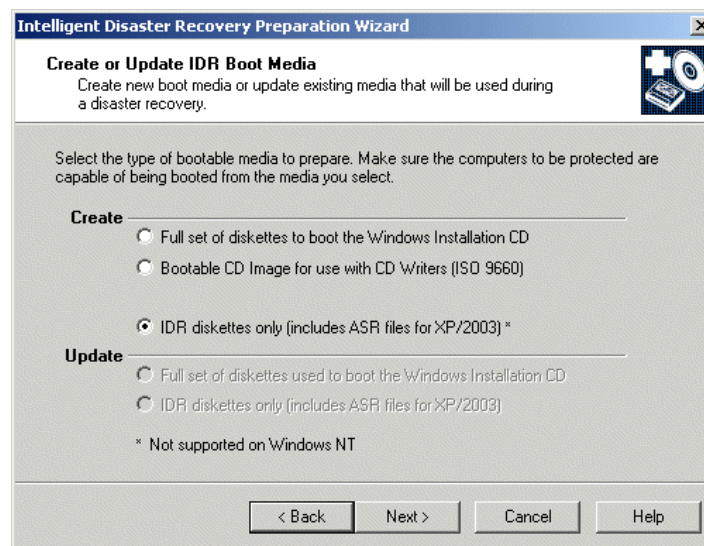 Intelligent Disaster Recovery Preparation Wizard
Create or Update IDR Boot Media
Create new boot media or update existing media that will be used during
a disaster recovery.
Select the type of bootable media to prepare. Make sure the computers to be protected are
capable of being booted from the media you select.
Create
Full set of diskettes to boot the Windows Installation CD
Bootable CD Image for use with CD Writers (ISO 9660)
IDR diskettes only (includes ASR files for XP/2003) *
Update
Full set of diskettes used to boot the Windows Installation CD
IDR diskettes only (includes ASR files for XP/2003)
* Not supported on Windows NT
< Back Next > Cancel Help